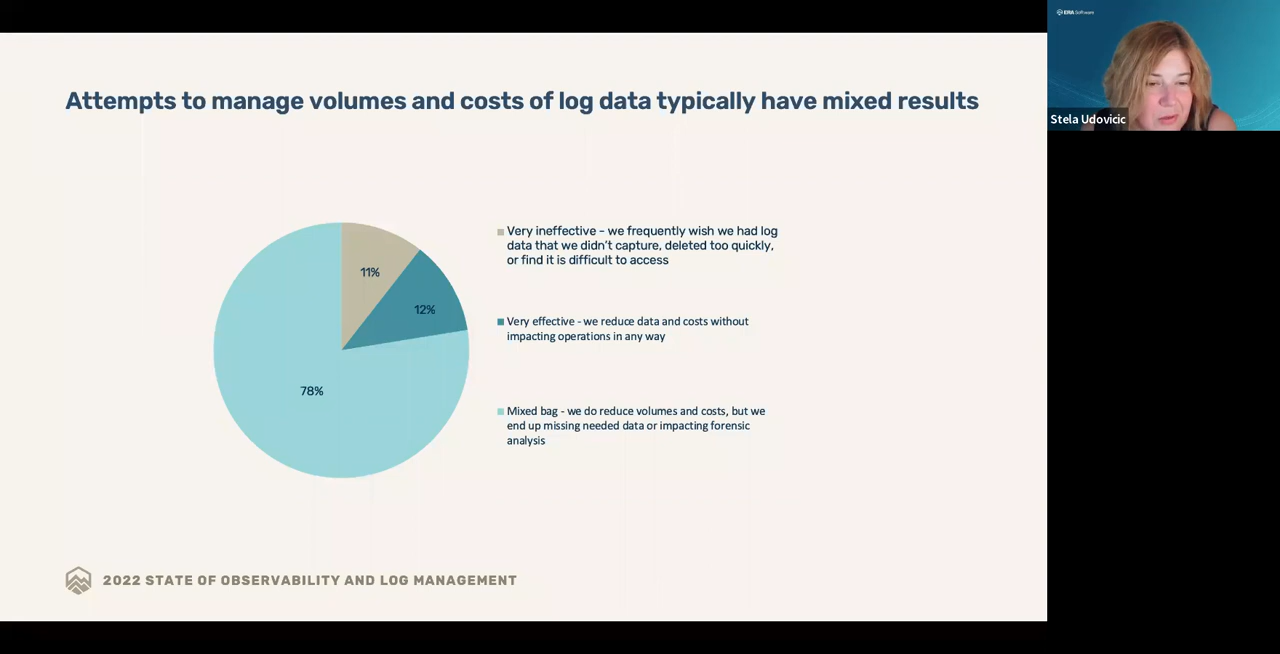 Attempts to manage volumes and costs of log data typically have mixed results
11%
12%
78%
Very ineffective - we frequently wish we had log
data that we didn't capture, deleted too quickly,
or find it is difficult to access
Very effective - we reduce data and costs without
impacting operations in any way
Mixed bag - we do reduce volumes and costs, but we
end up missing needed data or impacting forensic
analysis
2022 STATE OF OBSERVABILITY AND LOG MANAGEMENT
ERA Software
Stela Udovicic